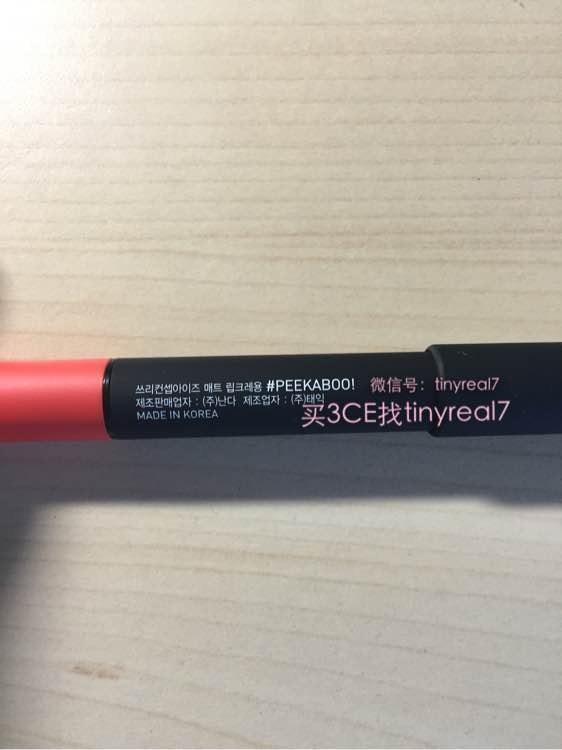 쓰리컨셉아이즈 매트 립크레용 #PEEKABOO!
제조판매업자 : (주)난다 제조업자 : (주)태익
MADE IN KOREA
微信号：tinyreal7
买3CE找tinyreal7